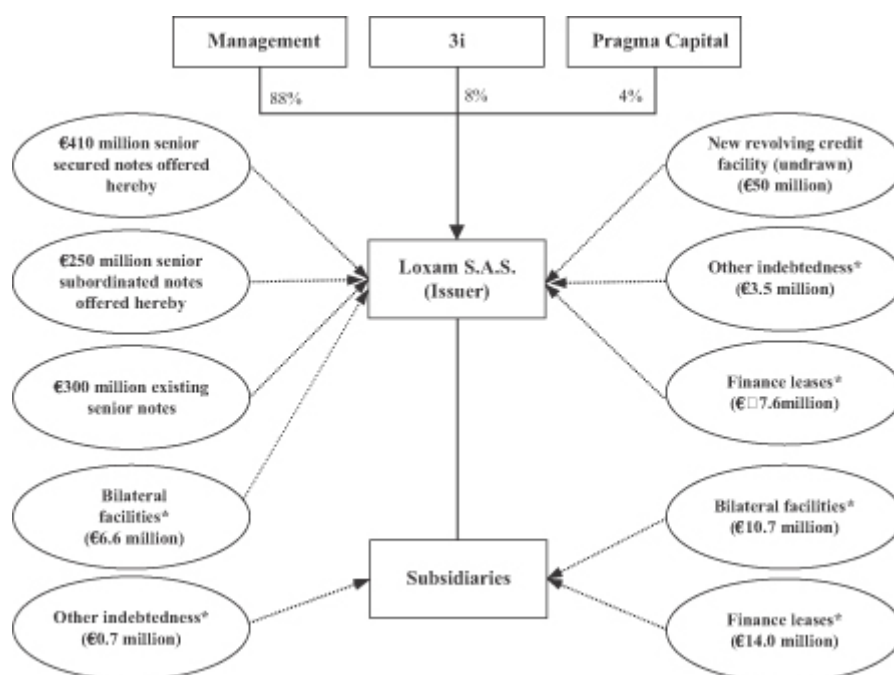 Management
3i
Pragma Capital
88%
8%
4%
€410 million senior
secured notes offered
hereby
New revolving credit
facility (undrawn)
(€50 million)
€250 million senior
subordinated notes
offered hereby
Loxam S.A.S.
(Issuer)
Other indebtedness*
(€3.5 million)
€300 million existing
senior notes
Finance leases*
(€□7.6million)
Bilateral
facilities*
(€6.6 million)
Bilateral facilities*
(€10.7 million)
Subsidiaries
Other indebtedness*
(€0.7 million)
Finance leases*
(€14.0 million)